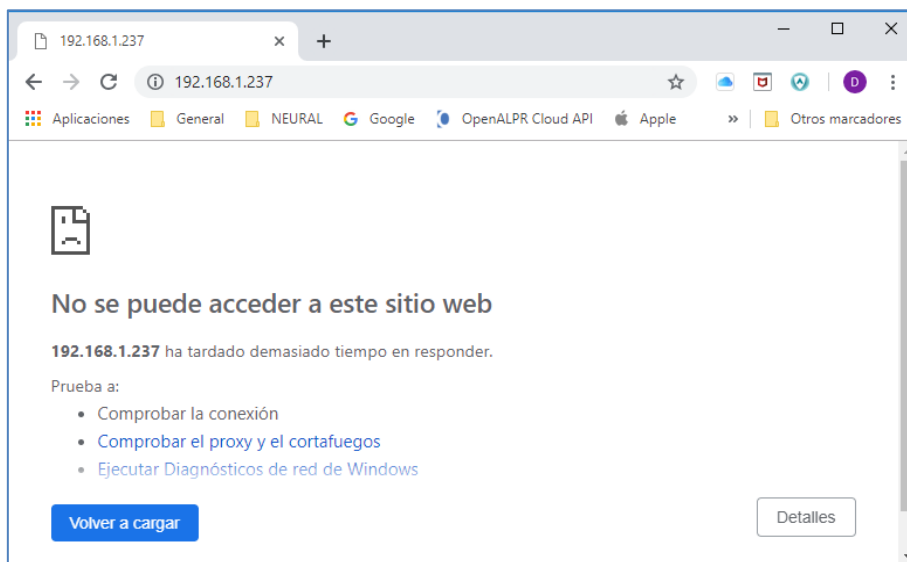 192.168.1.237
192.168.1.237
D
Aplicaciones General NEURAL Google OpenALPR Cloud API Apple » Otros marcadores
No se puede acceder a este sitio web
192.168.1.237 ha tardado demasiado tiempo en responder.
Prueba a:
• Comprobar la conexión
• Comprobar el proxy y el cortafuegos
• Ejecutar Diagnósticos de red de Windows
Volver a cargar Detalles